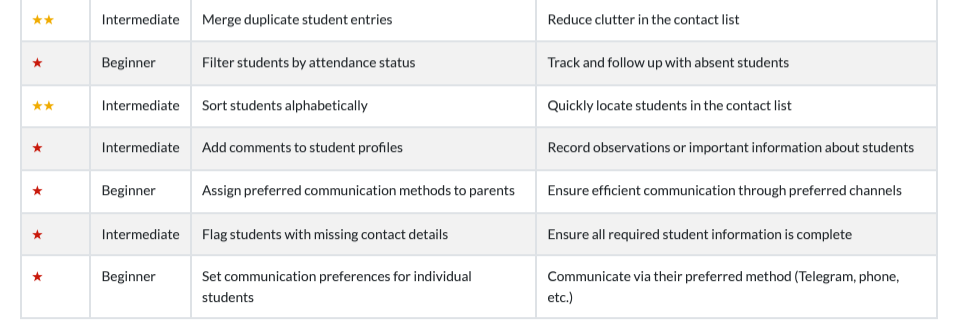 ★★ Intermediate Merge duplicate student entries Reduce clutter in the contact list
★ Beginner Filter students by attendance status Track and follow up with absent students
★★ Intermediate Sort students alphabetically Quickly locate students in the contact list
★ Intermediate Add comments to student profiles Record observations or important information about students
★ Beginner Assign preferred communication methods to parents Ensure efficient communication through preferred channels
★ Intermediate Flag students with missing contact details Ensure all required student information is complete
★ Beginner Set communication preferences for individual Communicate via their preferred method (Telegram, phone,
students etc.)